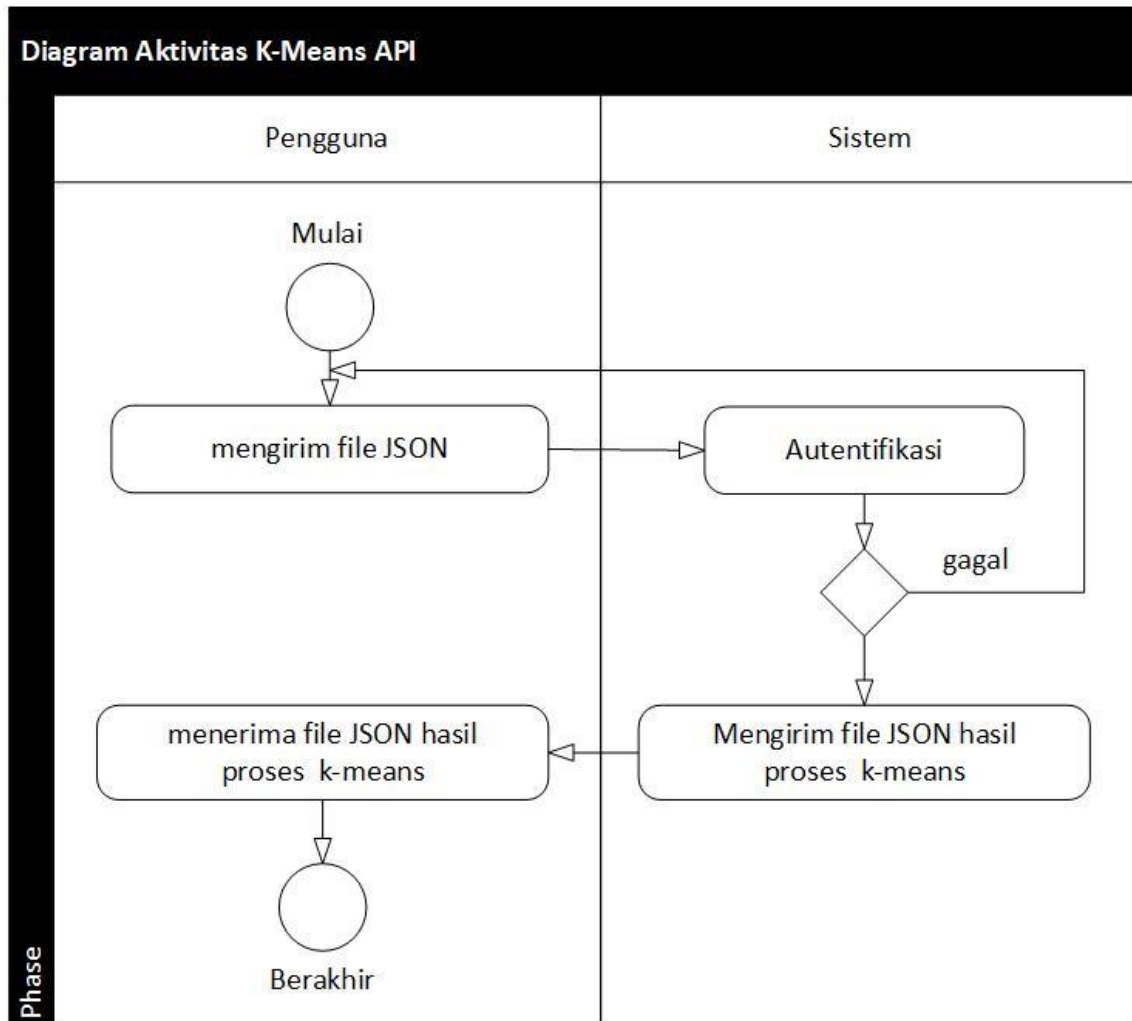 Diagram Aktivitas K-Means API
Pengguna
Sistem
Mulai
mengirim file JSON
Autentifikasi
gagal
menerima file JSON hasil
proses k-means
Mengirim file JSON hasil
proses k-means
Berakhir
Phase